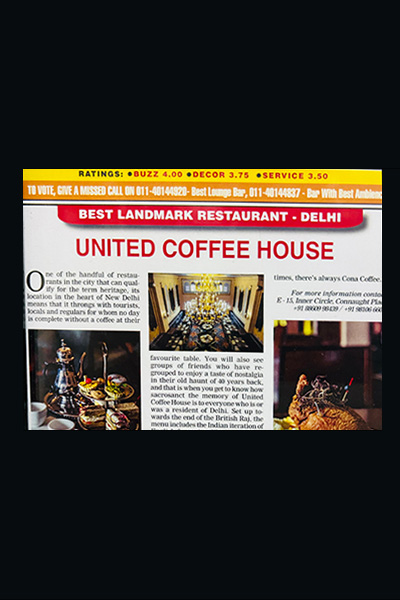 RATINGS: ●BUZZ 4.00 ●DECOR 3.75 ●SERVICE 3.50
TO VOTE, GIVE A MISSED CALL ON 011-40144920- Best Lounge Bar, 011-40144837 - Bar With Best Ambienc
BEST LANDMARK RESTAURANT - DELHI
UNITED COFFEE HOUSE
One of the handful of restau-
rants in the city that can qual-
ify for the term heritage, its
location in the heart of New Delhi
means that it throngs with tourists,
locals and regulars for whom no day
is complete without a coffee at their
favourite table. You will also see
groups of friends who have re-
grouped to enjoy a taste of nostalgia
in their old haunt of 40 years back,
and that is when you get to know how
sacrosanct the memory of United
Coffee House is to everyone who is or
was a resident of Delhi. Set up to-
wards the end of the British Raj, the
menu includes the Indian iteration of
times, there's always Cona Coffee.
For more information conta
E - 15, Inner Circle, Connaught Plac
+91 88609 98439 / +91 98106 660